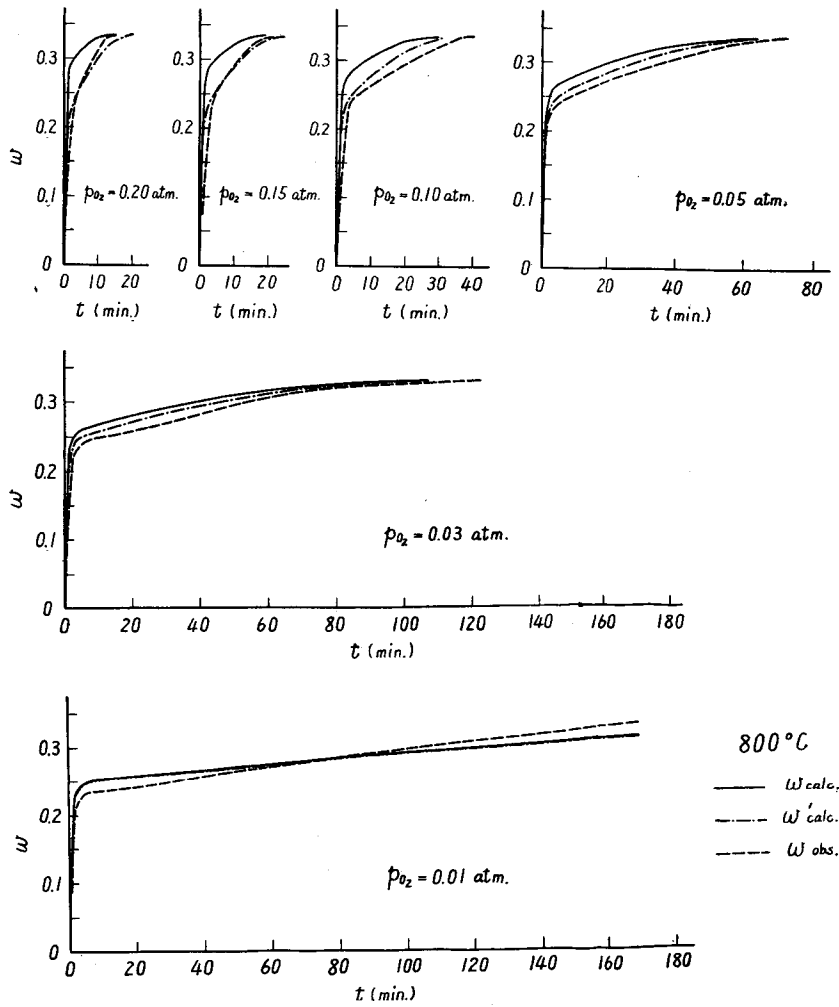 0.3
0.2
0.1
0
ω
p_O₂ = 0.20 atm.
0 10 20
t (min.)
0.3
0.2
0.1
0
p_O₂ = 0.15 atm.
0 10 20
t (min.)
0.3
0.2
0.1
0
p_O₂ = 0.10 atm.
0 10 20 30 40
t (min.)
0.3
0.2
0.1
0
p_O₂ = 0.05 atm.
0 20 40 60 80
t (min.)
0.3
0.2
0.1
0
ω
p_O₂ = 0.03 atm.
0 20 40 60 80 100 120 140 160 180
t (min.)
0.3
0.2
0.1
0
ω
p_O₂ = 0.01 atm.
0 20 40 60 80 100 120 140 160 180
t (min.)
800°C
ω calc.
ω′calc.
ω obs.